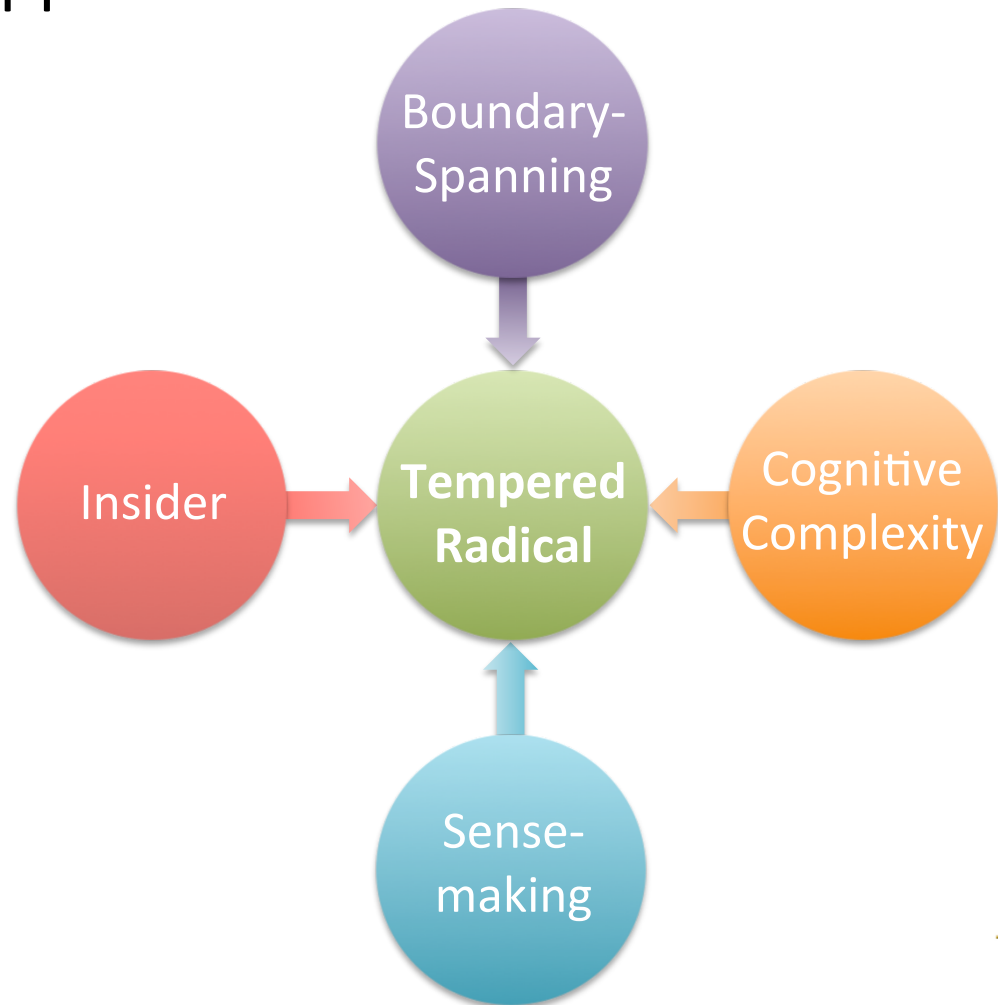 Boundary-
Spanning
Insider
Tempered
Radical
Cognitive
Complexity
Sense-
making